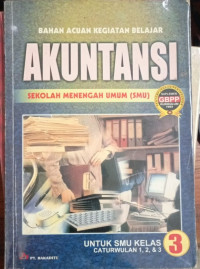 BAHAN ACUAN KEGIATAN BELAJAR
AKUNTANSI
SEKOLAH MENENGAH UMUM (SMU)
GBPP
UNTUK SMU KELAS 3
CATURWULAN 1, 2, & 3